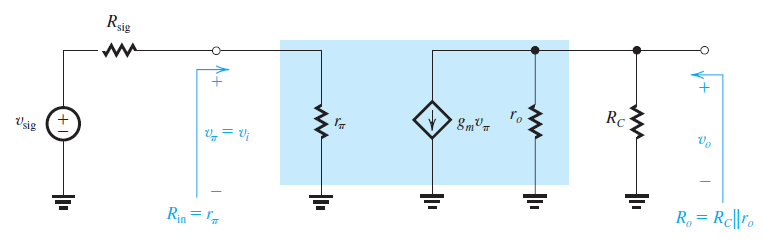 R_sig
v_sig
+
−
+
v_π = v_i
−
R_in = r_π
r_π
g_m v_π
r_o
R_C
+
v_o
−
R_o = R_C||r_o